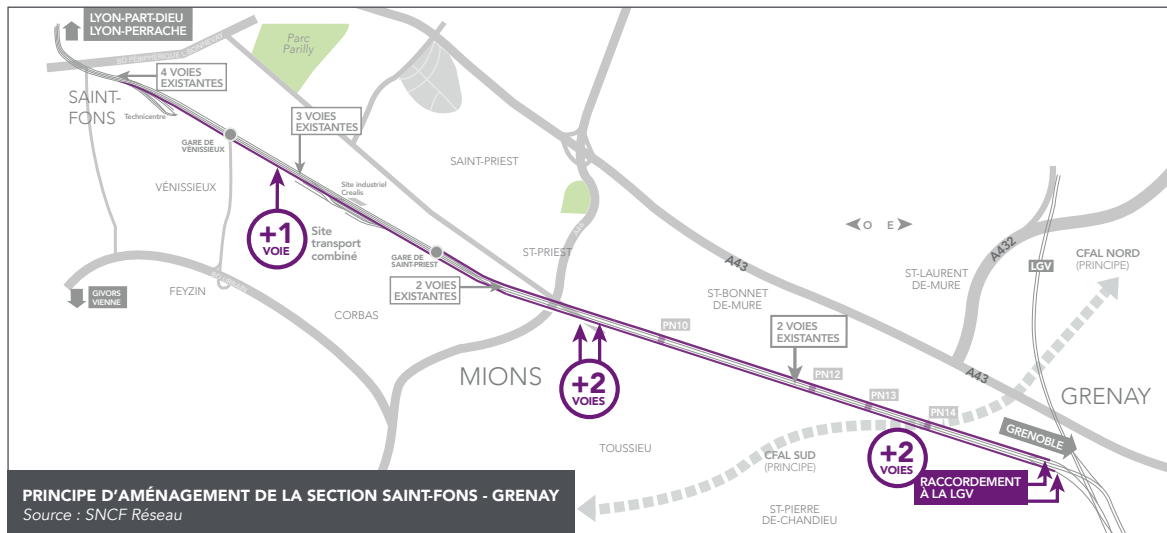 LYON-PART-DIEU
LYON-PERRACHE
BD PÉRIPHÉRIQUE L.BONNEVAY
Parc
Parilly
4 VOIES
EXISTANTES
SAINT-
FONS
Technicentre
3 VOIES
EXISTANTES
GARE DE
VÉNISSIEUX
SAINT-PRIEST
VÉNISSIEUX
Site industriel
Crealis
+1
VOIE
Site
transport
combiné
GARE DE
SAINT-PRIEST
ST-PRIEST
O E
A43
A432
LGV
CFAL NORD
(PRINCIPE)
ST-LAURENT
DE-MURE
GIVORS
VIENNE
FEYZIN
2 VOIES
EXISTANTES
CORBAS
ST-BONNET
DE-MURE
PN10
2 VOIES
EXISTANTES
MIONS
+2
VOIES
PN12
PN13
PN14
A43
GRENAY
GRENOBLE
TOUSSIEU
CFAL SUD
(PRINCIPE)
+2
VOIES
RACCORDEMENT
À LA LGV
ST-PIERRE
DE-CHANDIEU
PRINCIPE D'AMÉNAGEMENT DE LA SECTION SAINT-FONS - GRENAY
Source : SNCF Réseau